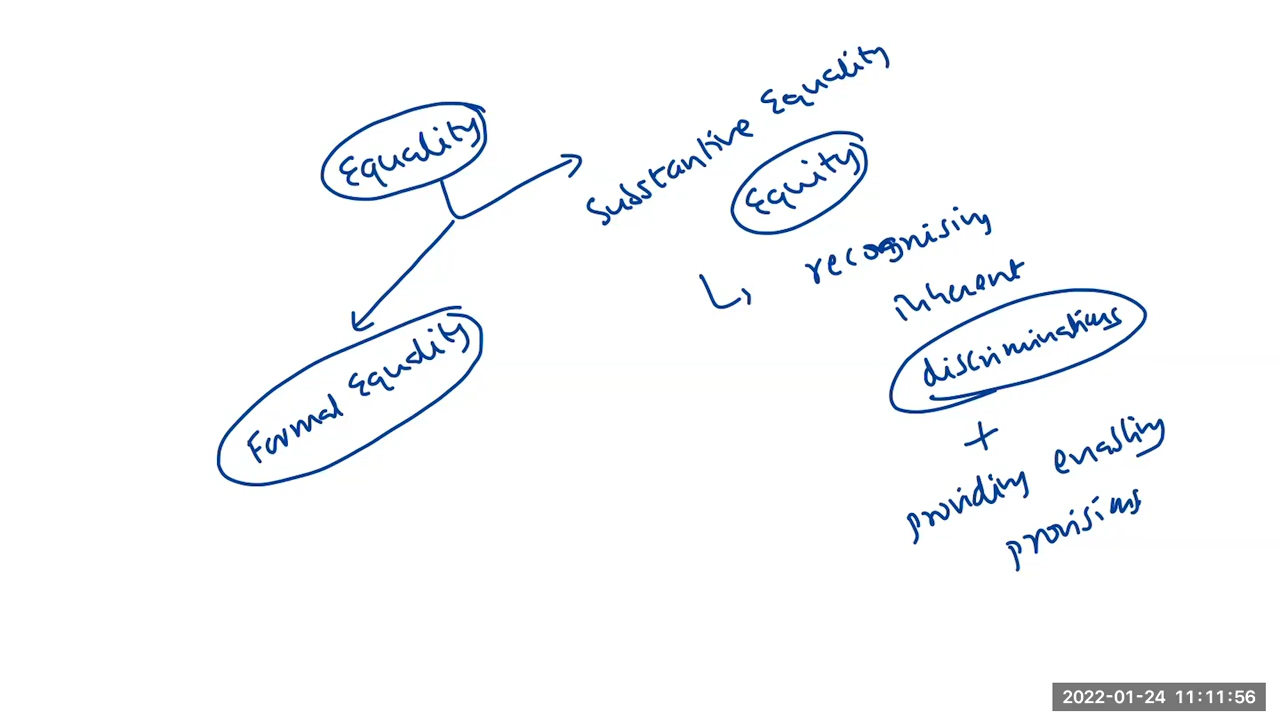 Equality
Substantive Equality
Equity
recognising
inherent
discriminations
+
providing enabling
provisions
Formal Equality
2022-01-24 11:11:56